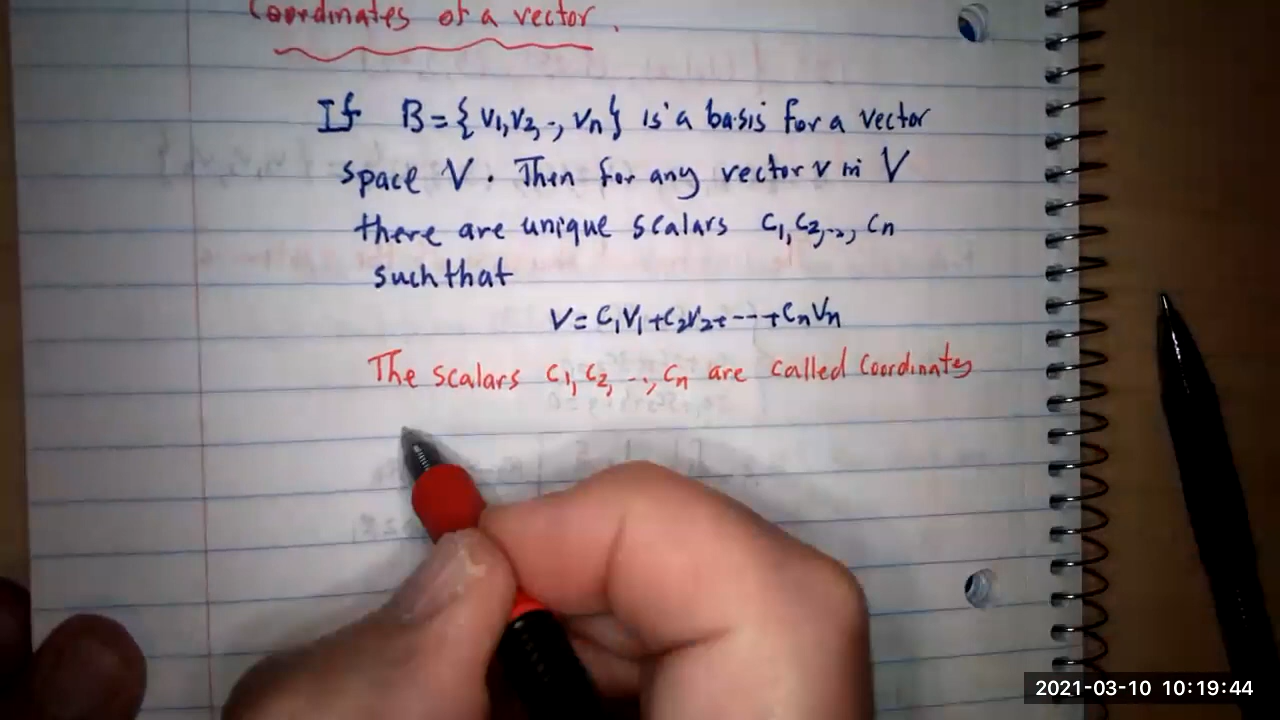 Coordinates of a vector.
If B={v1,v2,..,vn} is a basis for a vector
space V. Then for any vector v in V
there are unique scalars c1,c2,..,cn
such that
V=C1V1+C2V2+---+CnVn
The scalars c1,c2,..,cn are called Coordinates
2021-03-10 10:19:44